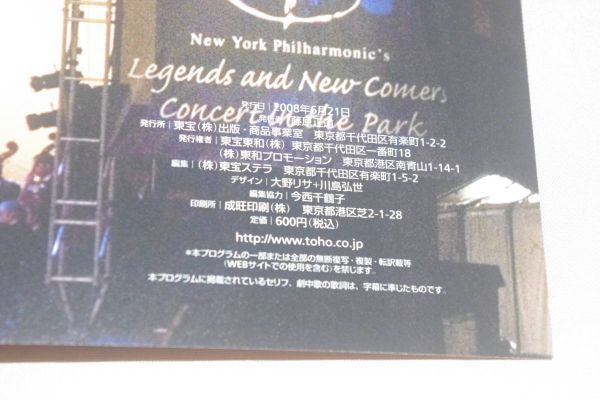 New York Philharmonic's
Legends and New Comers
Concert in the Park
発行日｜2008年6月21日
発行者｜藤原正道
発行所｜東宝(株)出版・商品事業室　東京都千代田区有楽町1-2-2
発行権者｜東宝東和(株)　東京都千代田区一番町18
(株)東和プロモーション　東京都港区南青山1-14-1
編集｜(株)東宝ステラ　東京都千代田区有楽町1-5-2
デザイン｜大野リサ+川島弘世
編集協力｜今西千鶴子
印刷所｜成旺印刷(株)　東京都港区芝2-1-28
定価｜600円(税込)
http://www.toho.co.jp
*本プログラムの一部または全部の無断複写・複製・転訳載等
(WEBサイトでの使用を含む)を禁じます。
本プログラムに掲載されているセリフ、劇中歌の歌詞は、字幕に準じたものです。